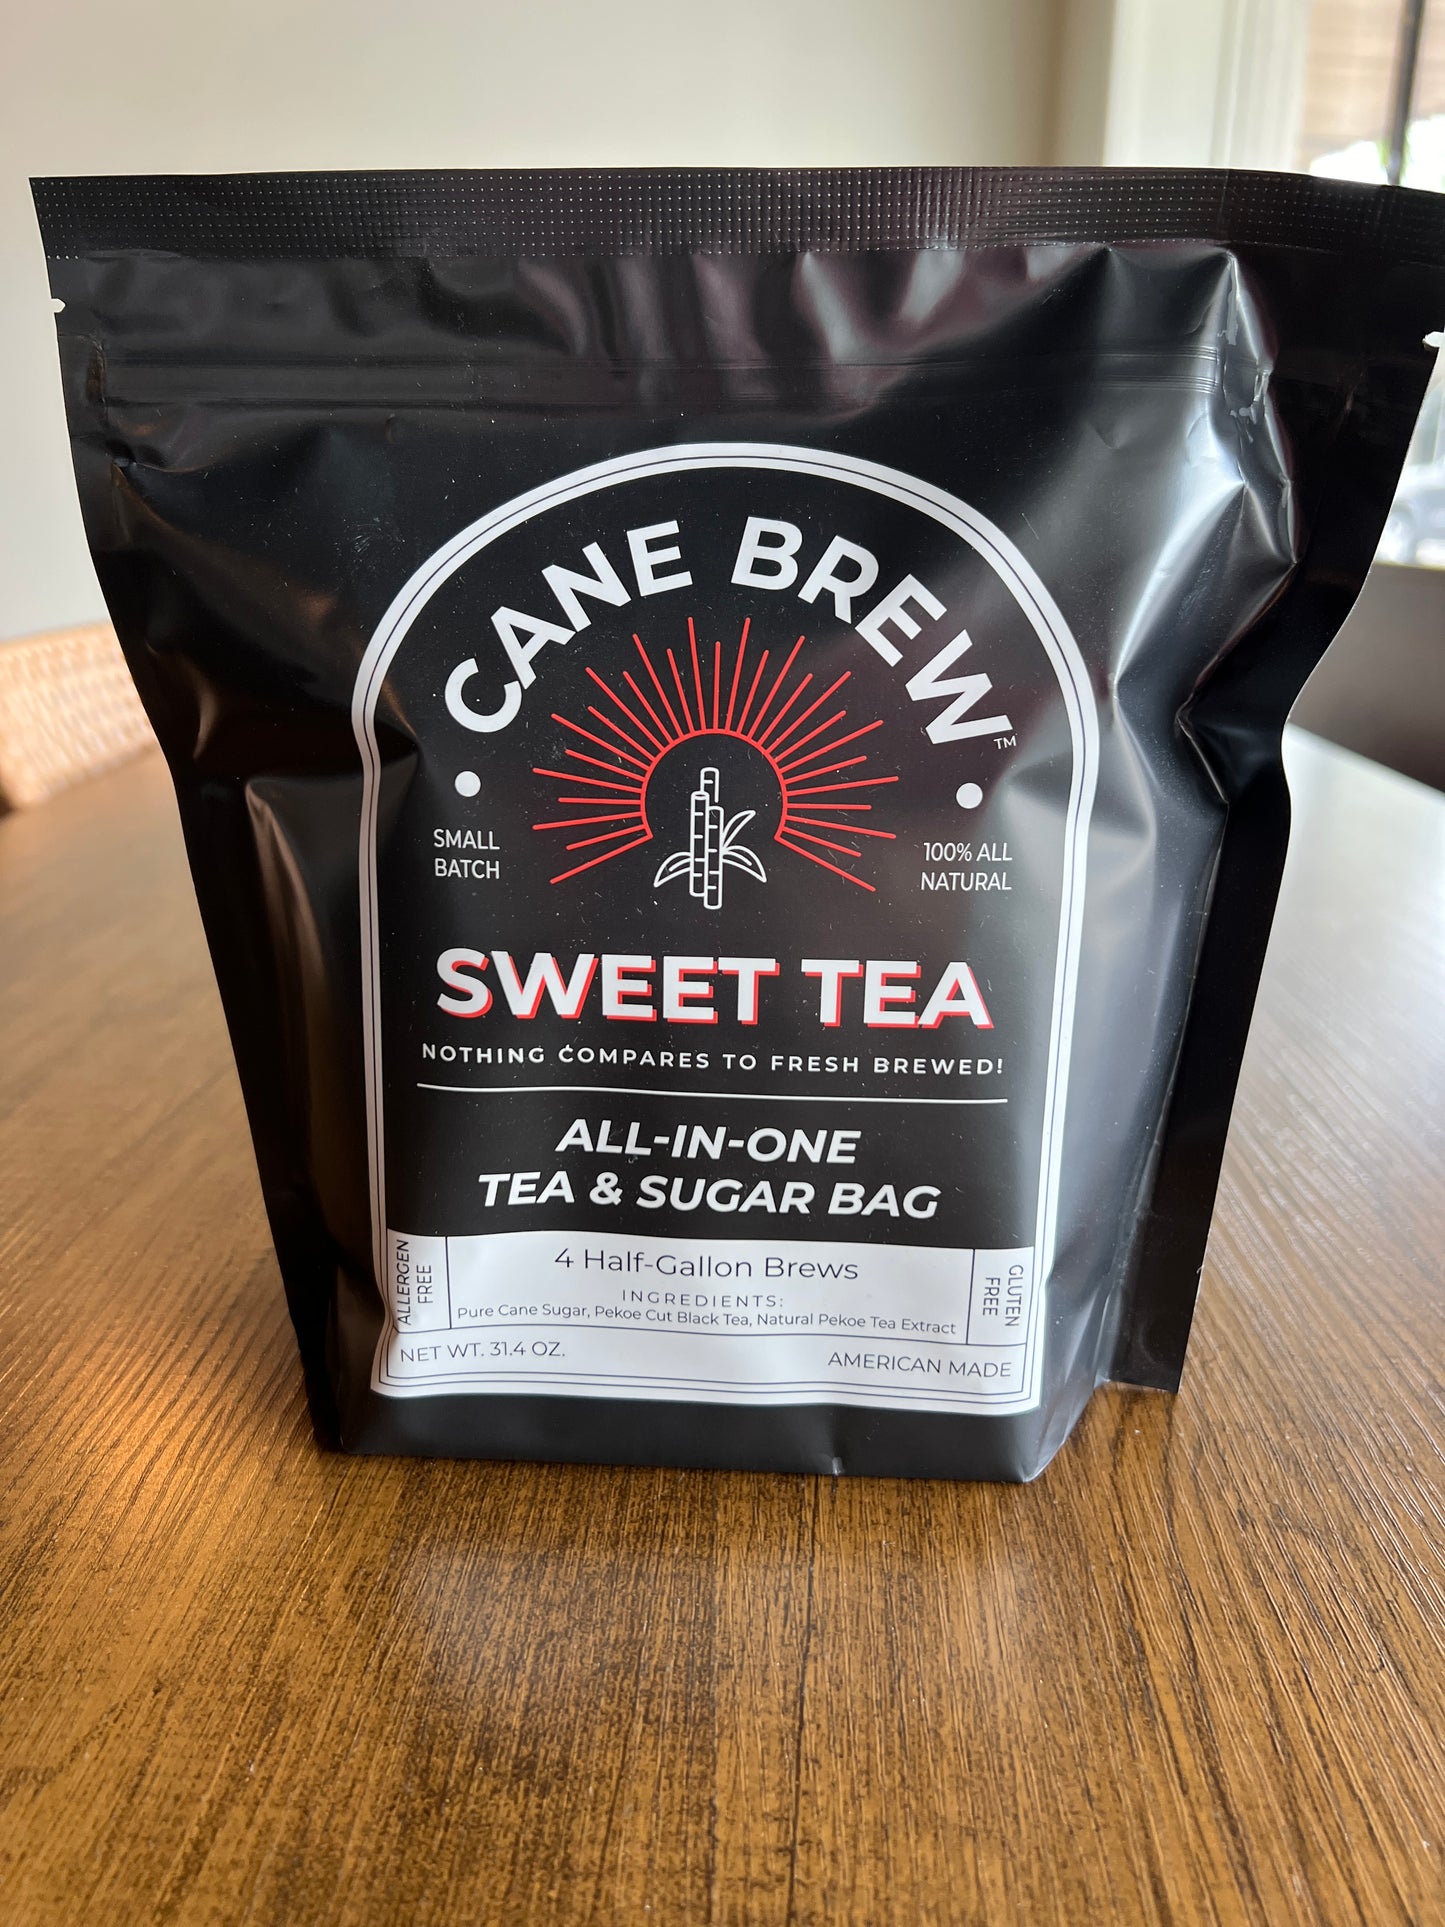 CANE BREW™
SMALL
BATCH
100% ALL
NATURAL
SWEET TEA
NOTHING COMPARES TO FRESH BREWED!
ALL-IN-ONE
TEA & SUGAR BAG
ALLERGEN
FREE
4 Half-Gallon Brews
INGREDIENTS:
Pure Cane Sugar, Pekoe Cut Black Tea, Natural Pekoe Tea Extract
GLUTEN
FREE
NET WT. 31.4 OZ.
AMERICAN MADE